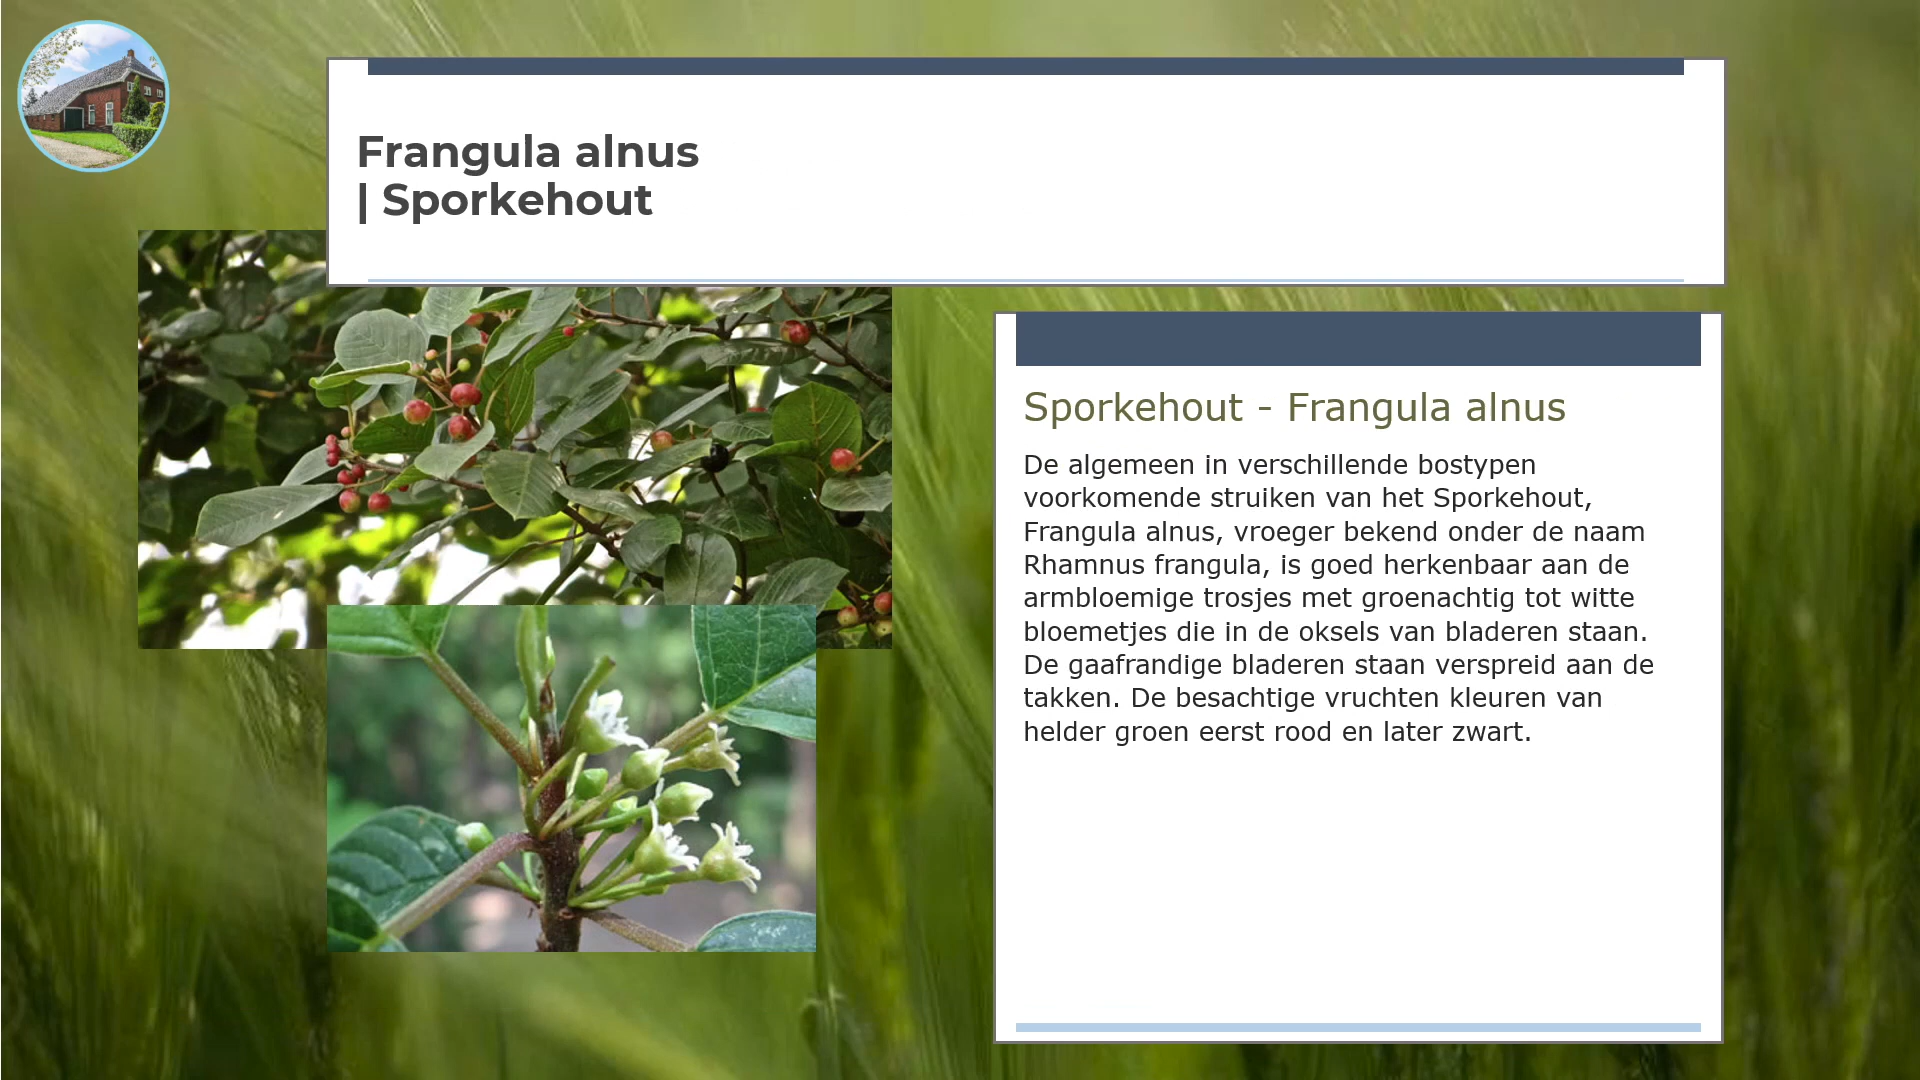 Frangula alnus
| Sporkehout
Sporkehout - Frangula alnus
De algemeen in verschillende bostypen
voorkomende struiken van het Sporkehout,
Frangula alnus, vroeger bekend onder de naam
Rhamnus frangula, is goed herkenbaar aan de
armbloemige trosjes met groenachtig tot witte
bloemetjes die in de oksels van bladeren staan.
De gaafrandige bladeren staan verspreid aan de
takken. De besachtige vruchten kleuren van
helder groen eerst rood en later zwart.